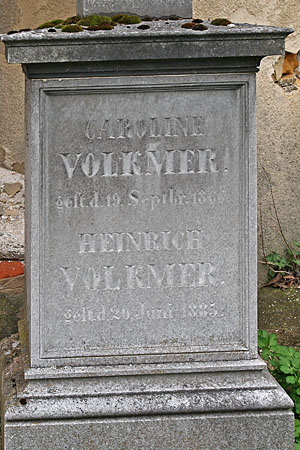 CAROLINE
VOLKMER.
gest. d. 19. Septbr.
HEINRICH
VOLKMER.
gest. d. 20. Juni 1885.